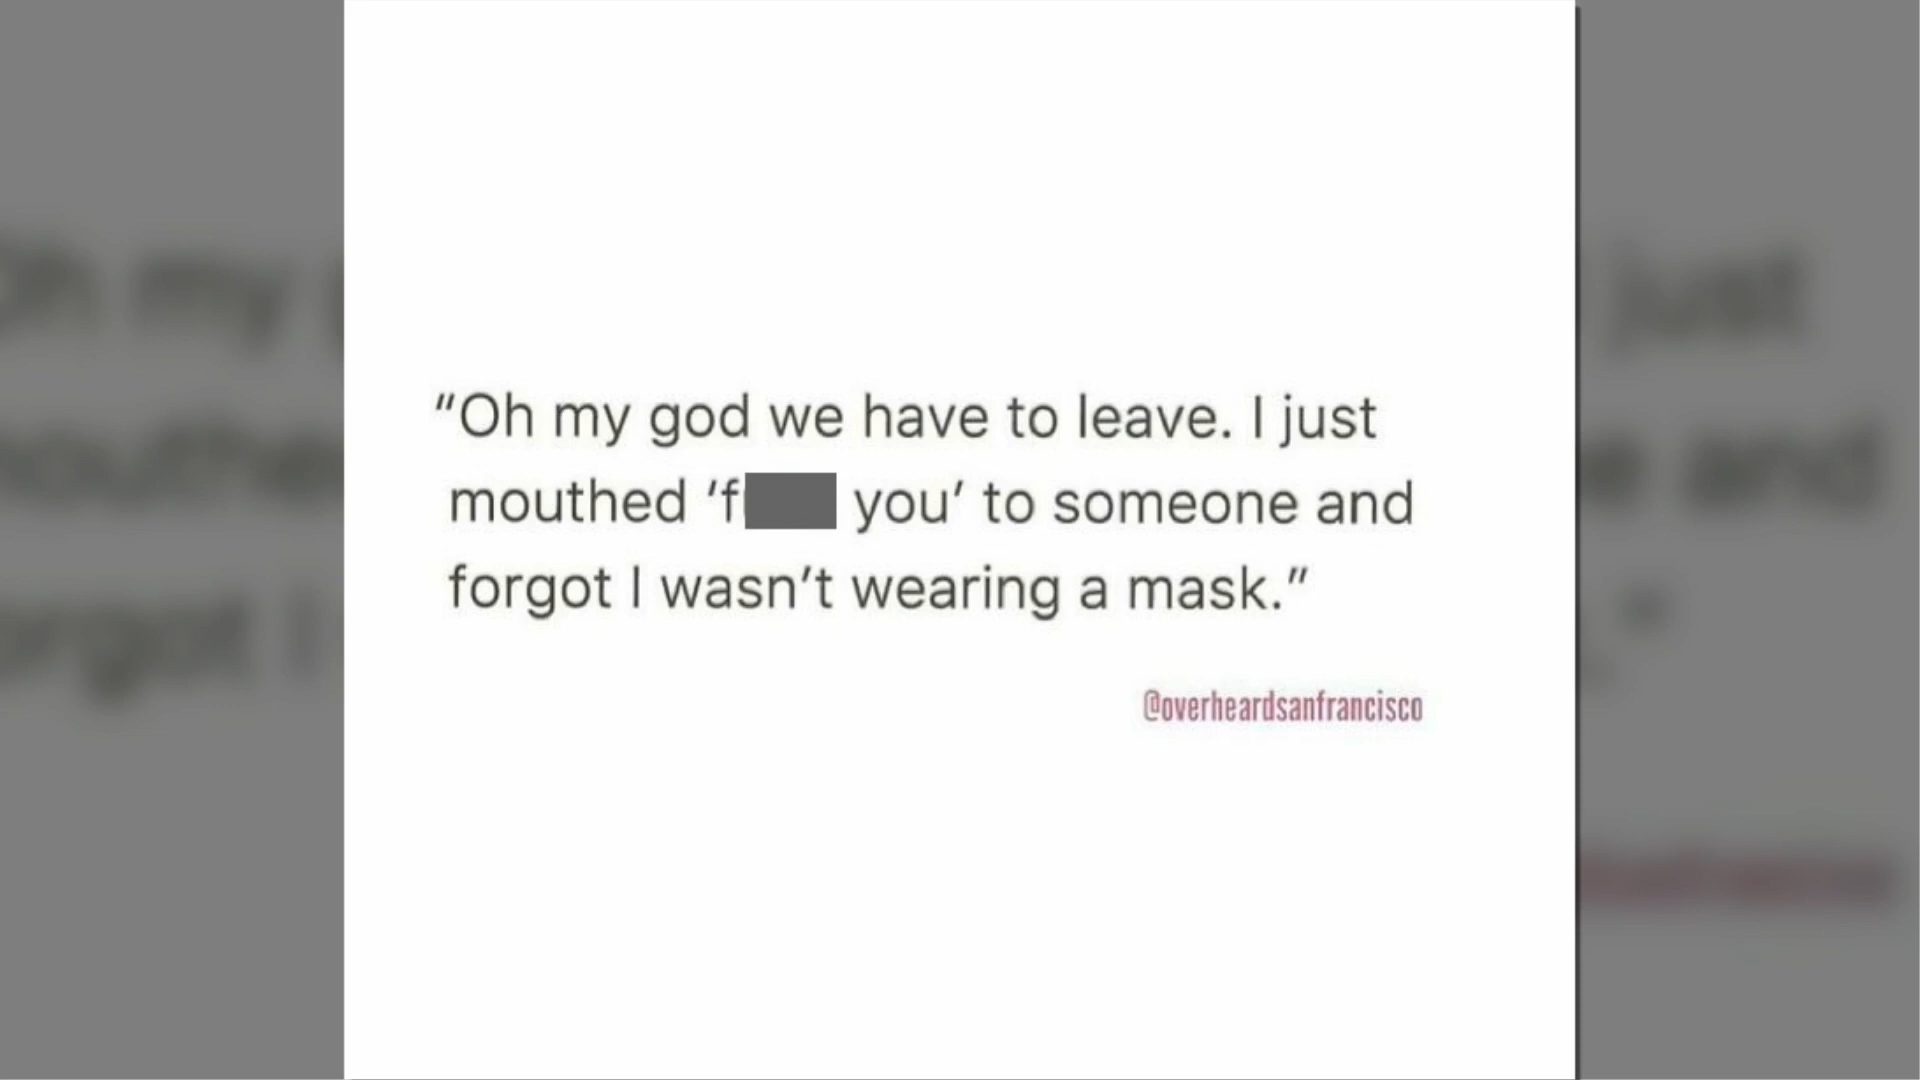 “Oh my god we have to leave. I just
mouthed ‘f you’ to someone and
forgot I wasn’t wearing a mask.”
@overheardsanfrancisco